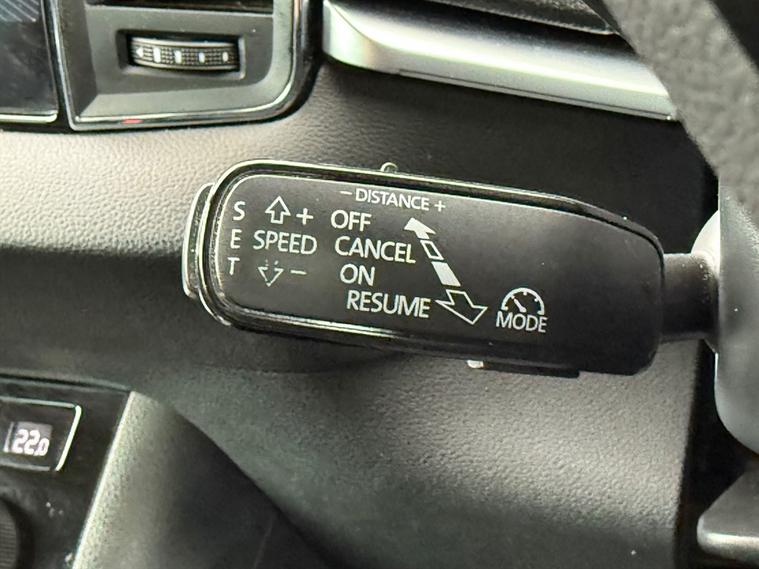 - DISTANCE +
S E T
+ OFF
SPEED CANCEL
- ON
RESUME
MODE
22.0